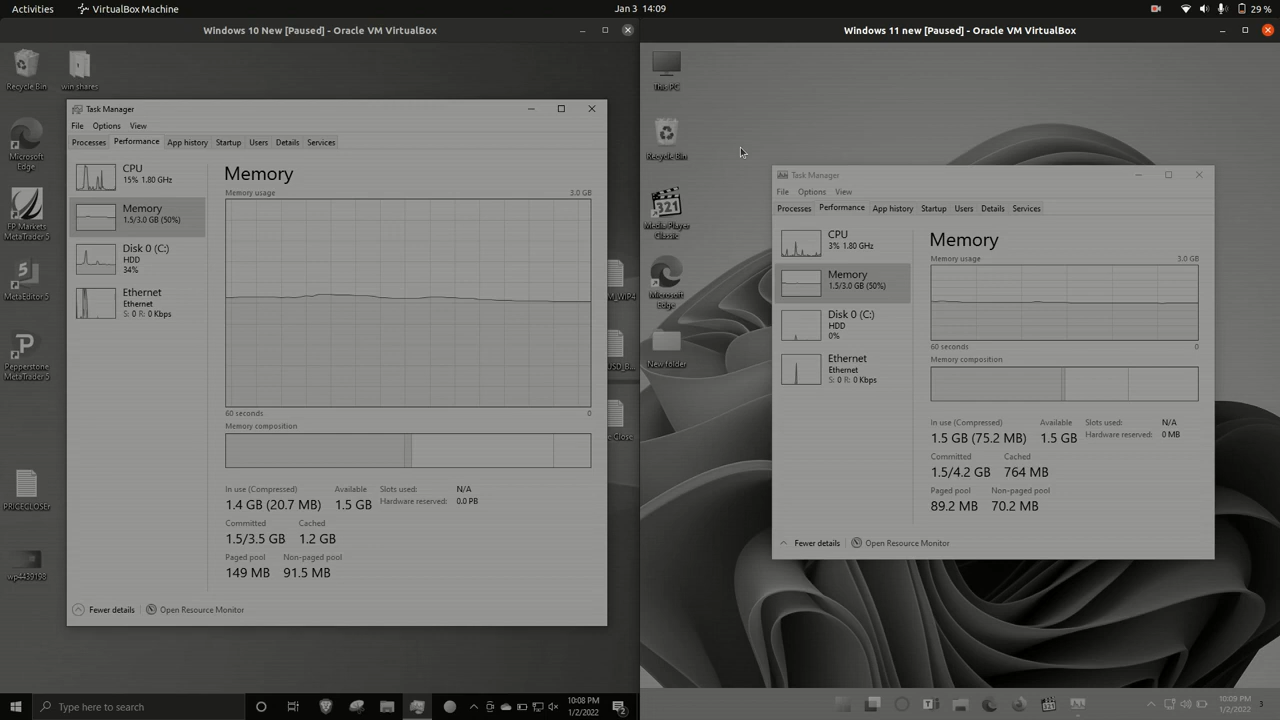 Activities
VirtualBox Machine
Jan 3 14:09
29 %
Windows 10 New [Paused] - Oracle VM VirtualBox
Recycle Bin
win shares
Microsoft
Edge
FP Markets
MetaTrader 5
MetaEditor 5
Pepperstone
MetaTrader 5
PRICECLOSEr
wp4439198
M_WIP4
USD_B...
c Close
Task Manager
File Options View
Processes Performance App history Startup Users Details Services
CPU
15% 1.80 GHz
Memory
1.5/3.0 GB (50%)
Disk 0 (C:)
HDD
34%
Ethernet
Ethernet
S: 0 R: 0 Kbps
Memory
Memory usage 3.0 GB
60 seconds 0
Memory composition
In use (Compressed) Available Slots used: N/A
1.4 GB (20.7 MB) 1.5 GB Hardware reserved: 0.0 PB
Committed Cached
1.5/3.5 GB 1.2 GB
Paged pool Non-paged pool
149 MB 91.5 MB
Fewer details Open Resource Monitor
Type here to search
10:08 PM
1/2/2022
2
Windows 11 new [Paused] - Oracle VM VirtualBox
This PC
Recycle Bin
321
Media Player
Classic
Microsoft
Edge
New folder
Task Manager
File Options View
Processes Performance App history Startup Users Details Services
CPU
3% 1.80 GHz
Memory
1.5/3.0 GB (50%)
Disk 0 (C:)
HDD
0%
Ethernet
Ethernet
S: 0 R: 0 Kbps
Memory
Memory usage 3.0 GB
60 seconds 0
Memory composition
In use (Compressed) Available Slots used: N/A
1.5 GB (75.2 MB) 1.5 GB Hardware reserved: 0 MB
Committed Cached
1.5/4.2 GB 764 MB
Paged pool Non-paged pool
89.2 MB 70.2 MB
Fewer details Open Resource Monitor
10:09 PM
1/2/2022
3